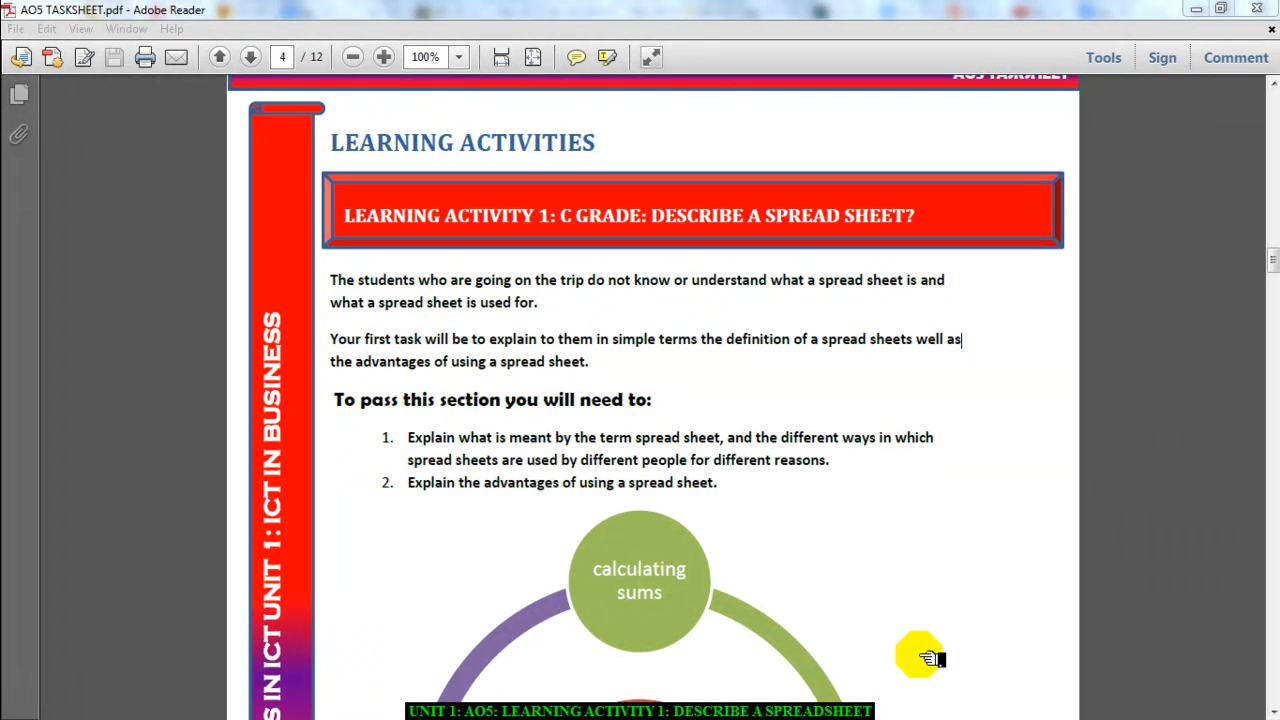 AO5 TASKSHEET.pdf - Adobe Reader
File Edit View Window Help
4 / 12 100% Tools Sign Comment
AO5 TASKSHEET
LEARNING ACTIVITIES
LEARNING ACTIVITY 1: C GRADE: DESCRIBE A SPREAD SHEET?
The students who are going on the trip do not know or understand what a spread sheet is and
what a spread sheet is used for.
Your first task will be to explain to them in simple terms the definition of a spread sheets well as
the advantages of using a spread sheet.
To pass this section you will need to:
1. Explain what is meant by the term spread sheet, and the different ways in which
spread sheets are used by different people for different reasons.
2. Explain the advantages of using a spread sheet.
calculating
sums
S IN ICT UNIT 1: ICT IN BUSINESS
UNIT 1: AO5: LEARNING ACTIVITY 1: DESCRIBE A SPREADSHEET